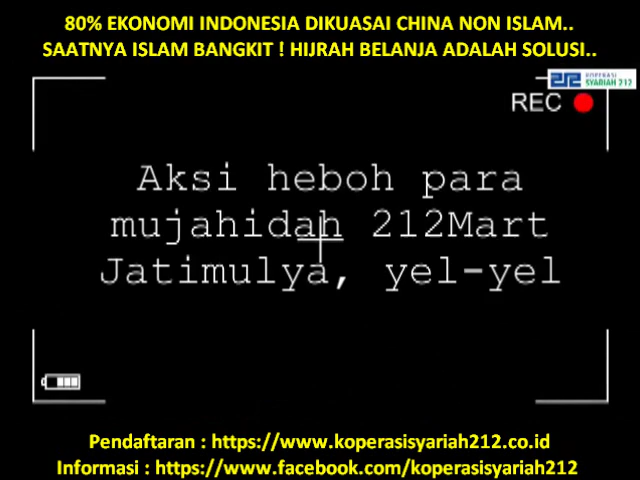 80% EKONOMI INDONESIA DIKUASAI CHINA NON ISLAM..
SAATNYA ISLAM BANGKIT ! HIJRAH BELANJA ADALAH SOLUSI..
KOPERASI
SYARIAH 212
REC
Aksi heboh para
mujahidah 212Mart
Jatimulya, yel-yel
Pendaftaran : https://www.koperasisyariah212.co.id
Informasi : https://www.facebook.com/koperasisyariah212